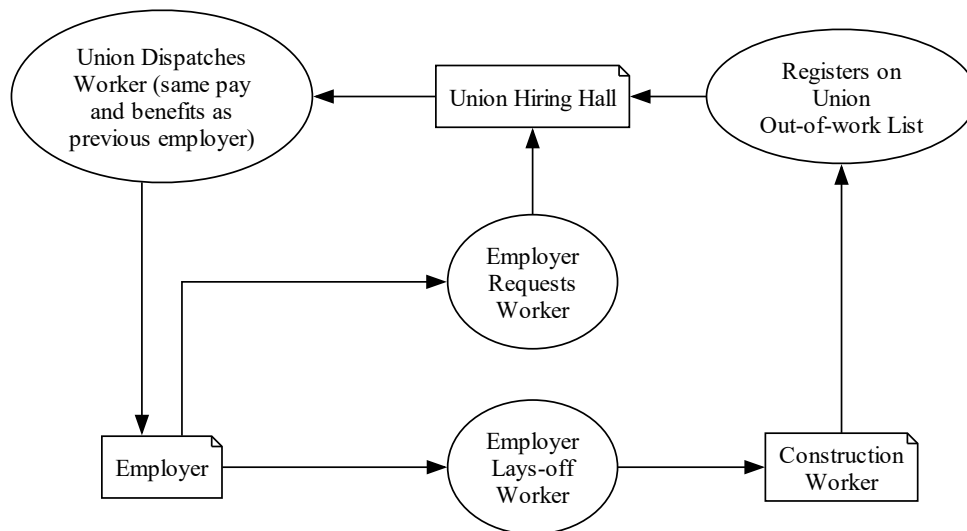 Union Dispatches
Worker (same pay
and benefits as
previous employer)
Union Hiring Hall
Registers on
Union
Out-of-work List
Employer
Requests
Worker
Employer
Employer
Lays-off
Worker
Construction
Worker